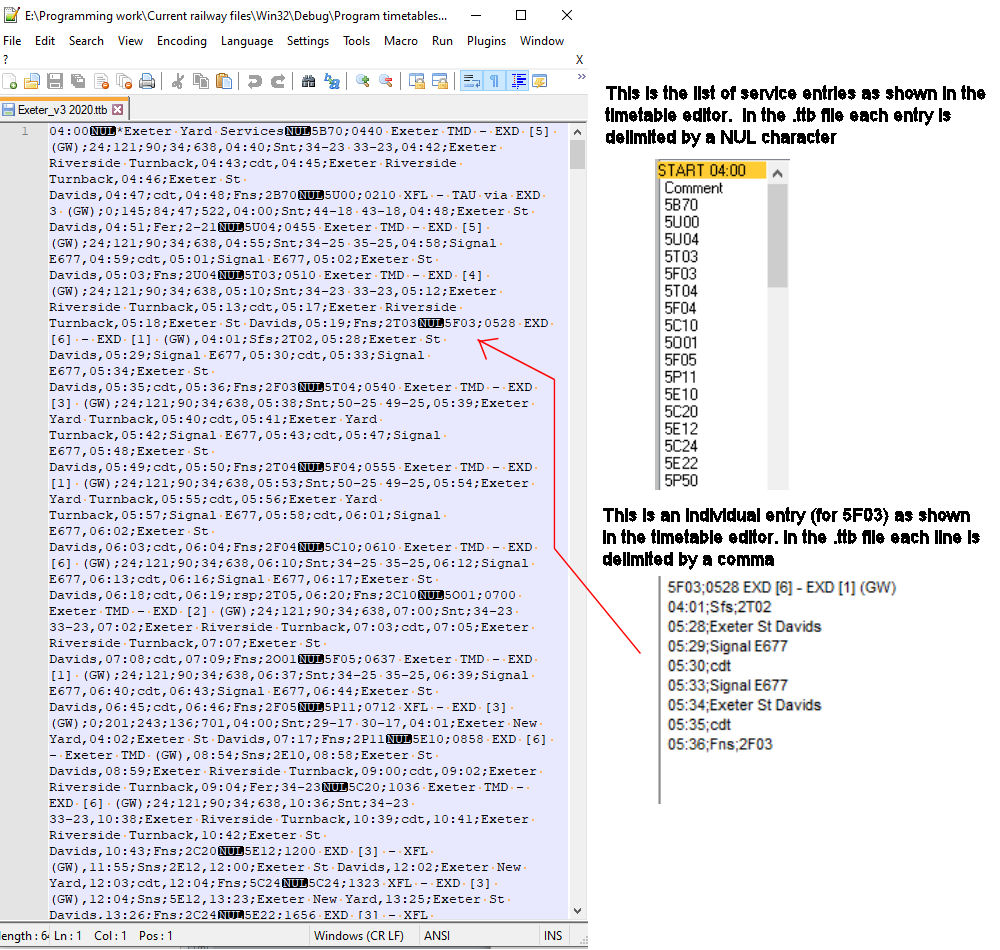 E:\Programming work\Current railway files\Win32\Debug\Program timetables...
File Edit Search View Encoding Language Settings Tools Macro Run Plugins Window
? X
Exeter_v3 2020.ttb
1 04:00NUL*Exeter Yard ServicesNUL5B70;0440 Exeter TMD - EXD [5]
(GW);24;121;90;34;638,04:40;Snt;34-23 33-23,04:42;Exeter
Riverside Turnback,04:43;cdt,04:45;Exeter Riverside
Turnback,04:46;Exeter St
Davids,04:47;cdt,04:48;Fns;2B70NUL5U00;0210 XFL - TAU via EXD
3 (GW);0;145;84;47;522,04:00;Snt;44-18 43-18,04:48;Exeter St
Davids,04:51;Fer;2-21NUL5U04;0455 Exeter TMD - EXD [5]
(GW);24;121;90;34;638,04:55;Snt;34-25 35-25,04:58;Signal
E677,04:59;cdt,05:01;Signal E677,05:02;Exeter St
Davids,05:03;Fns;2U04NUL5T03;0510 Exeter TMD - EXD [4]
(GW);24;121;90;34;638,05:10;Snt;34-23 33-23,05:12;Exeter
Riverside Turnback,05:13;cdt,05:17;Exeter Riverside
Turnback,05:18;Exeter St Davids,05:19;Fns;2T03NUL5F03;0528 EXD
[6] - EXD [1] (GW),04:01;Sfs;2T02,05:28;Exeter St
Davids,05:29;Signal E677,05:30;cdt,05:33;Signal
E677,05:34;Exeter St
Davids,05:35;cdt,05:36;Fns;2F03NUL5T04;0540 Exeter TMD - EXD
[3] (GW);24;121;90;34;638,05:38;Snt;50-25 49-25,05:39;Exeter
Yard Turnback,05:40;cdt,05:41;Exeter Yard
Turnback,05:42;Signal E677,05:43;cdt,05:47;Signal
E677,05:48;Exeter St
Davids,05:49;cdt,05:50;Fns;2T04NUL5F04;0555 Exeter TMD - EXD
[1] (GW);24;121;90;34;638,05:53;Snt;50-25 49-25,05:54;Exeter
Yard Turnback,05:55;cdt,05:56;Exeter Yard
Turnback,05:57;Signal E677,05:58;cdt,06:01;Signal
E677,06:02;Exeter St
Davids,06:03;cdt,06:04;Fns;2F04NUL5C10;0610 Exeter TMD - EXD
[6] (GW);24;121;90;34;638,06:10;Snt;34-25 35-25,06:12;Signal
E677,06:13;cdt,06:16;Signal E677,06:17;Exeter St
Davids,06:18;cdt,06:19;rsp;2T05,06:20;Fns;2C10NUL5O01;0700
Exeter TMD - EXD [2] (GW);24;121;90;34;638,07:00;Snt;34-23
33-23,07:02;Exeter Riverside Turnback,07:03;cdt,07:05;Exeter
Riverside Turnback,07:07;Exeter St
Davids,07:08;cdt,07:09;Fns;2O01NUL5F05;0637 Exeter TMD - EXD
[1] (GW);24;121;90;34;638,06:37;Snt;34-25 35-25,06:39;Signal
E677,06:40;cdt,06:43;Signal E677,06:44;Exeter St
Davids,06:45;cdt,06:46;Fns;2F05NUL5P11;0712 XFL - EXD [3]
(GW);0;201;243;136;701,04:00;Snt;29-17 30-17,04:01;Exeter New
Yard,04:02;Exeter St Davids,07:17;Fns;2P11NUL5E10;0858 EXD [6]
- Exeter TMD (GW),08:54;Sns;2E10,08:58;Exeter St
Davids,08:59;Exeter Riverside Turnback,09:00;cdt,09:02;Exeter
Riverside Turnback,09:04;Fer;34-23NUL5C20;1036 Exeter TMD -
EXD [6] (GW);24;121;90;34;638,10:36;Snt;34-23
33-23,10:38;Exeter Riverside Turnback,10:39;cdt,10:41;Exeter
Riverside Turnback,10:42;Exeter St
Davids,10:43;Fns;2C20NUL5E12;1200 EXD [3] - XFL
(GW),11:55;Sns;2E12,12:00;Exeter St Davids,12:02;Exeter New
Yard,12:03;cdt,12:04;Fns;5C24NUL5C24;1323 XFL - EXD [3]
(GW),12:04;Sns;5E12,13:23;Exeter New Yard,13:25;Exeter St
Davids,13:26;Fns;2C24NUL5E22;1656 EXD [3] - XFL
length : 64 Ln : 1 Col : 1 Pos : 1 Windows (CR LF) ANSI INS
This is the list of service entries as shown in the
timetable editor. In the .ttb file each entry is
delimited by a NUL character
START 04:00
Comment
5B70
5U00
5U04
5T03
5F03
5T04
5F04
5C10
5O01
5F05
5P11
5E10
5C20
5E12
5C24
5E22
5P50
This is an individual entry (for 5F03) as shown
in the timetable editor. In the .ttb file each line is
delimited by a comma
5F03;0528 EXD [6] - EXD [1] (GW)
04:01;Sfs;2T02
05:28;Exeter St Davids
05:29;Signal E677
05:30;cdt
05:33;Signal E677
05:34;Exeter St Davids
05:35;cdt
05:36;Fns;2F03